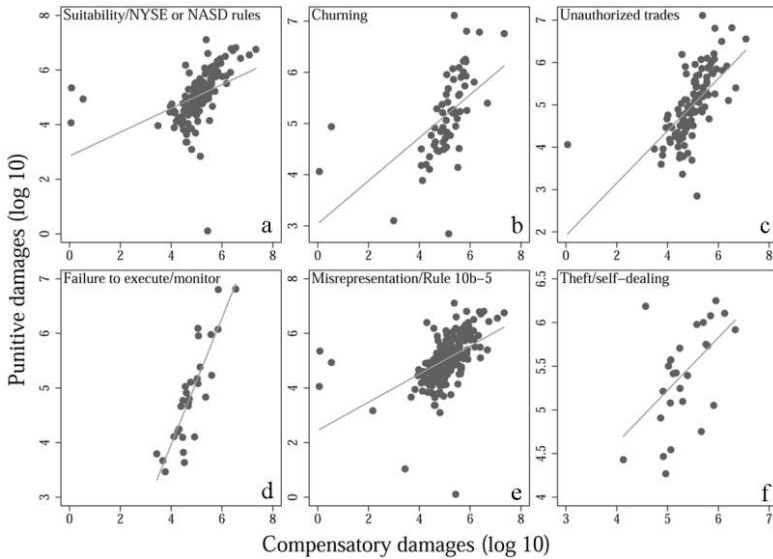 Suitability/NYSE or NASD rules
Churning
Unauthorized trades
6
4
2
0
a
0 2 4 6 8
7
6
5
4
3
b
0 2 4 6 8
7
6
5
4
3
2
c
0 2 4 6 8
Punitive damages (log 10)
Failure to execute/monitor
Misrepresentation/Rule 10b-5
Theft/self-dealing
7
6
5
4
3
d
0 2 4 6 8
8
6
4
2
0
e
0 2 4 6 8
6.5
6
5.5
5
4.5
4
f
3 4 5 6 7
Compensatory damages (log 10)